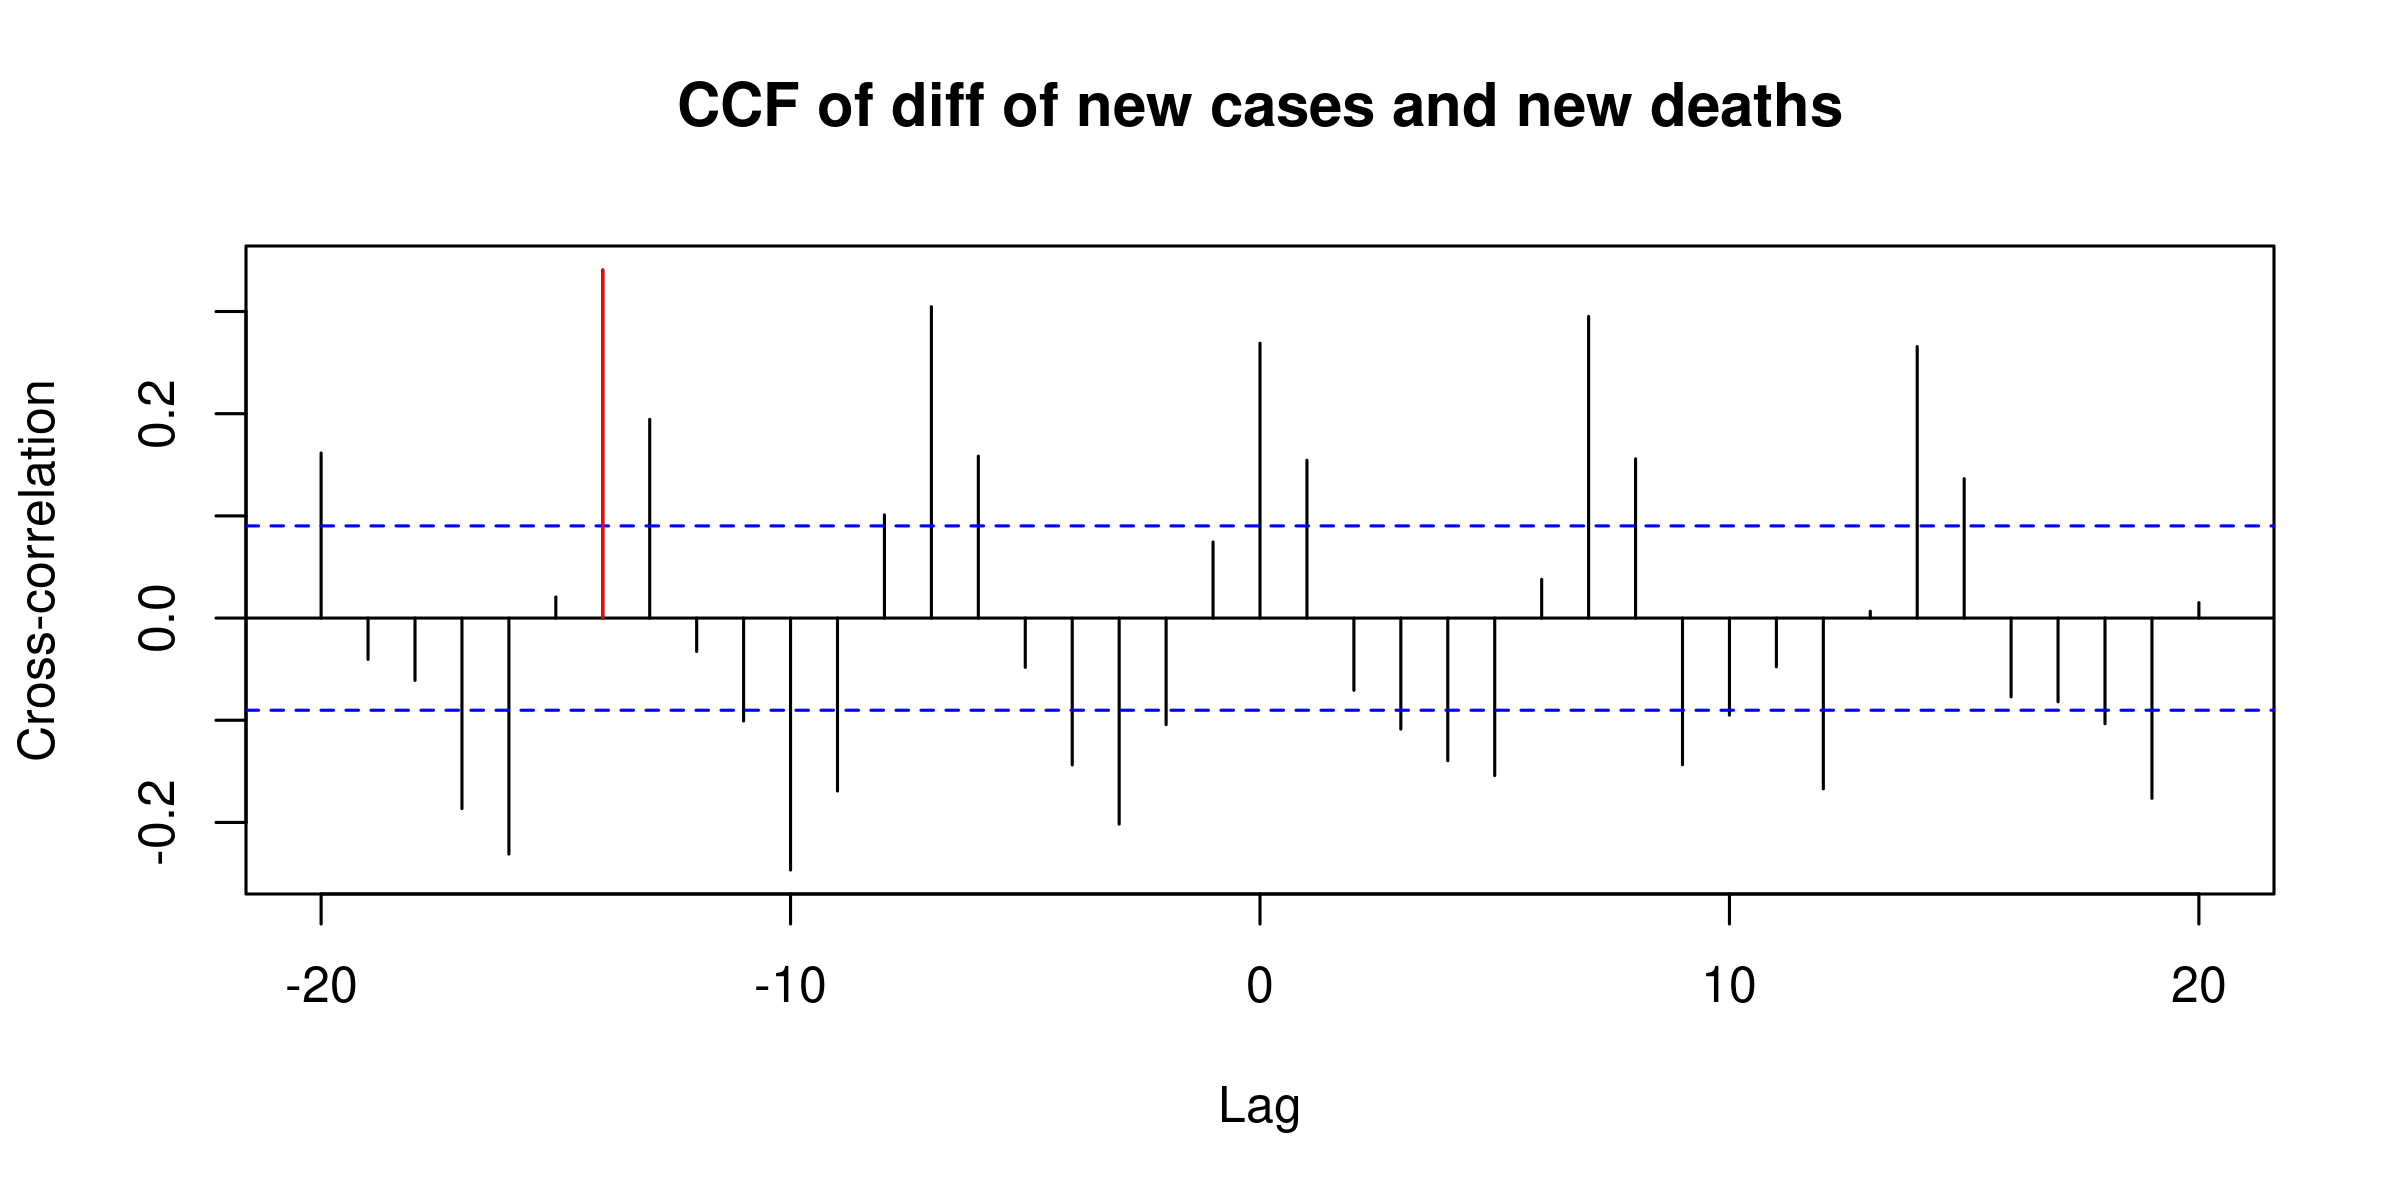 CCF of diff of new cases and new deaths
Cross-correlation
0.2
0.0
-0.2
-20 -10 0 10 20
Lag